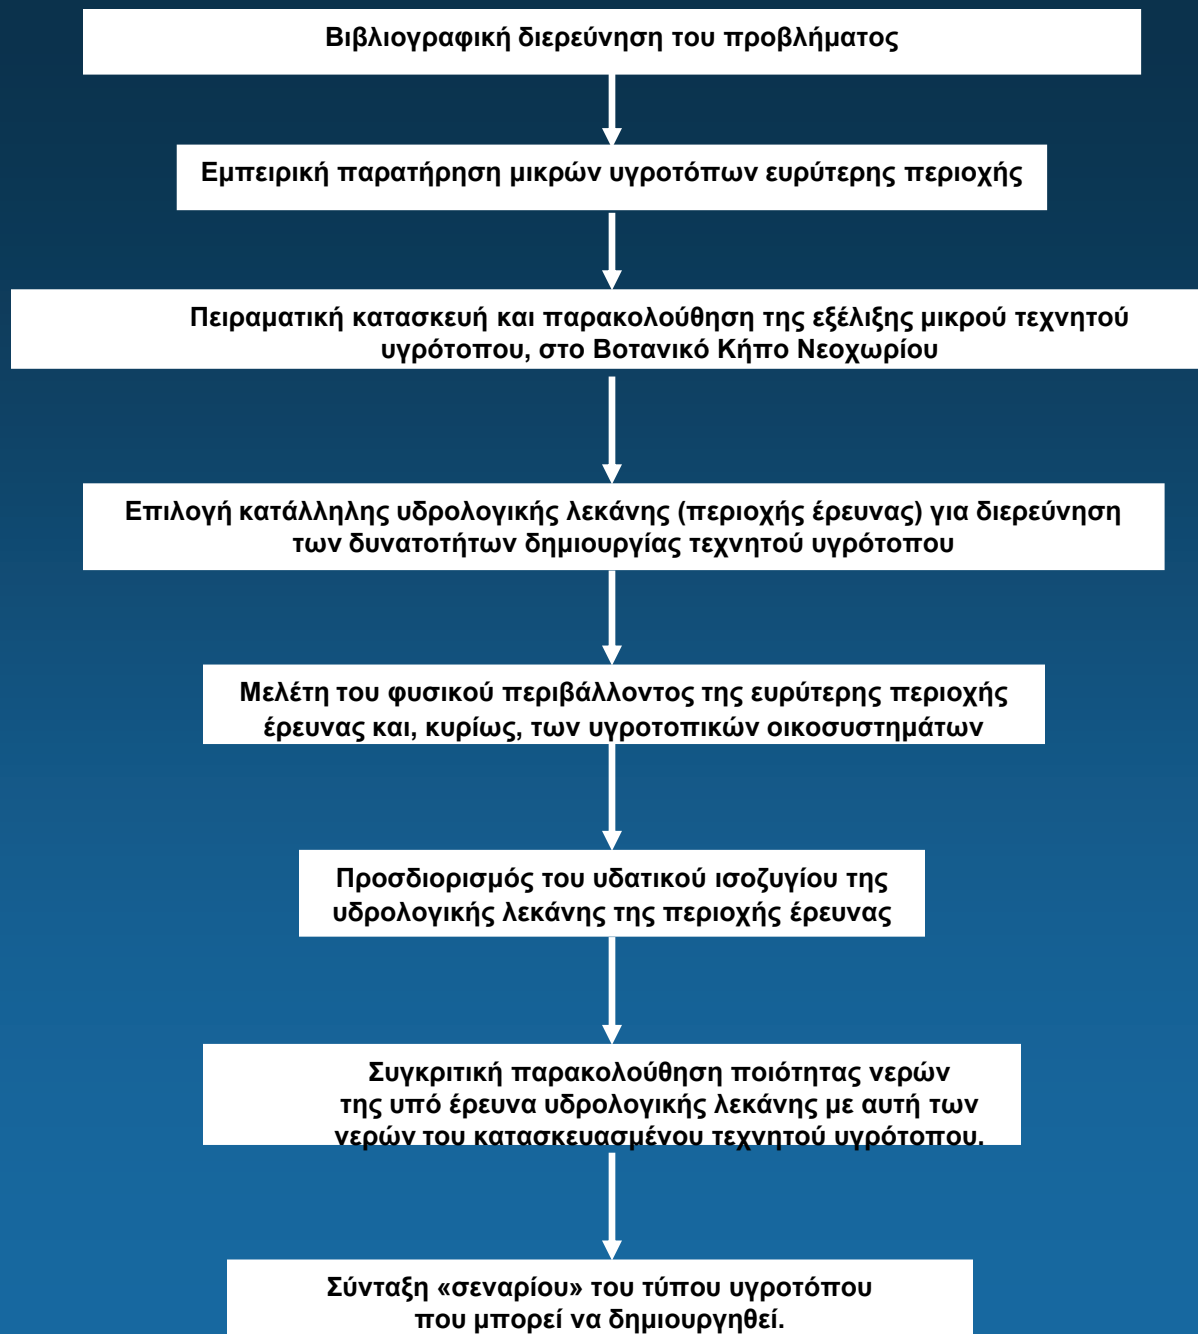 Βιβλιογραφική διερεύνηση του προβλήματος
Εμπειρική παρατήρηση μικρών υγροτόπων ευρύτερης περιοχής
Πειραματική κατασκευή και παρακολούθηση της εξέλιξης μικρού τεχνητού
υγρότοπου, στο Βοτανικό Κήπο Νεοχωρίου
Επιλογή κατάλληλης υδρολογικής λεκάνης (περιοχής έρευνας) για διερεύνηση
των δυνατοτήτων δημιουργίας τεχνητού υγρότοπου
Μελέτη του φυσικού περιβάλλοντος της ευρύτερης περιοχής
έρευνας και, κυρίως, των υγροτοπικών οικοσυστημάτων
Προσδιορισμός του υδατικού ισοζυγίου της
υδρολογικής λεκάνης της περιοχής έρευνας
Συγκριτική παρακολούθηση ποιότητας νερών
της υπό έρευνα υδρολογικής λεκάνης με αυτή των
νερών του κατασκευασμένου τεχνητού υγρότοπου.
Σύνταξη «σεναρίου» του τύπου υγροτόπου
που μπορεί να δημιουργηθεί.